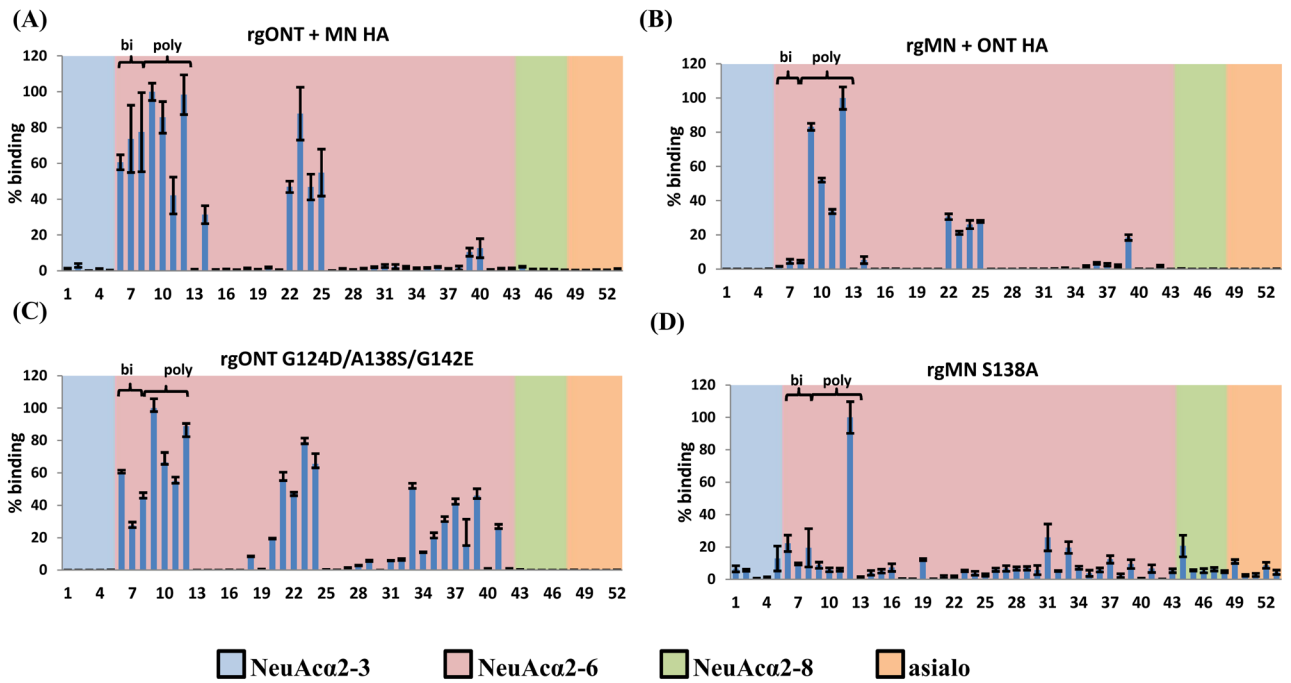 (A)
rgONT + MN HA
bi poly
% binding
120
100
80
60
40
20
0
1 4 7 10 13 16 19 22 25 28 31 34 37 40 43 46 49 52
(B)
rgMN + ONT HA
bi poly
% binding
120
100
80
60
40
20
0
1 4 7 10 13 16 19 22 25 28 31 34 37 40 43 46 49 52
(C)
rgONT G124D/A138S/G142E
bi poly
% binding
120
100
80
60
40
20
0
1 4 7 10 13 16 19 22 25 28 31 34 37 40 43 46 49 52
(D)
rgMN S138A
bi poly
% binding
120
100
80
60
40
20
0
1 4 7 10 13 16 19 22 25 28 31 34 37 40 43 46 49 52
NeuAcα2-3 NeuAcα2-6 NeuAcα2-8 asialo